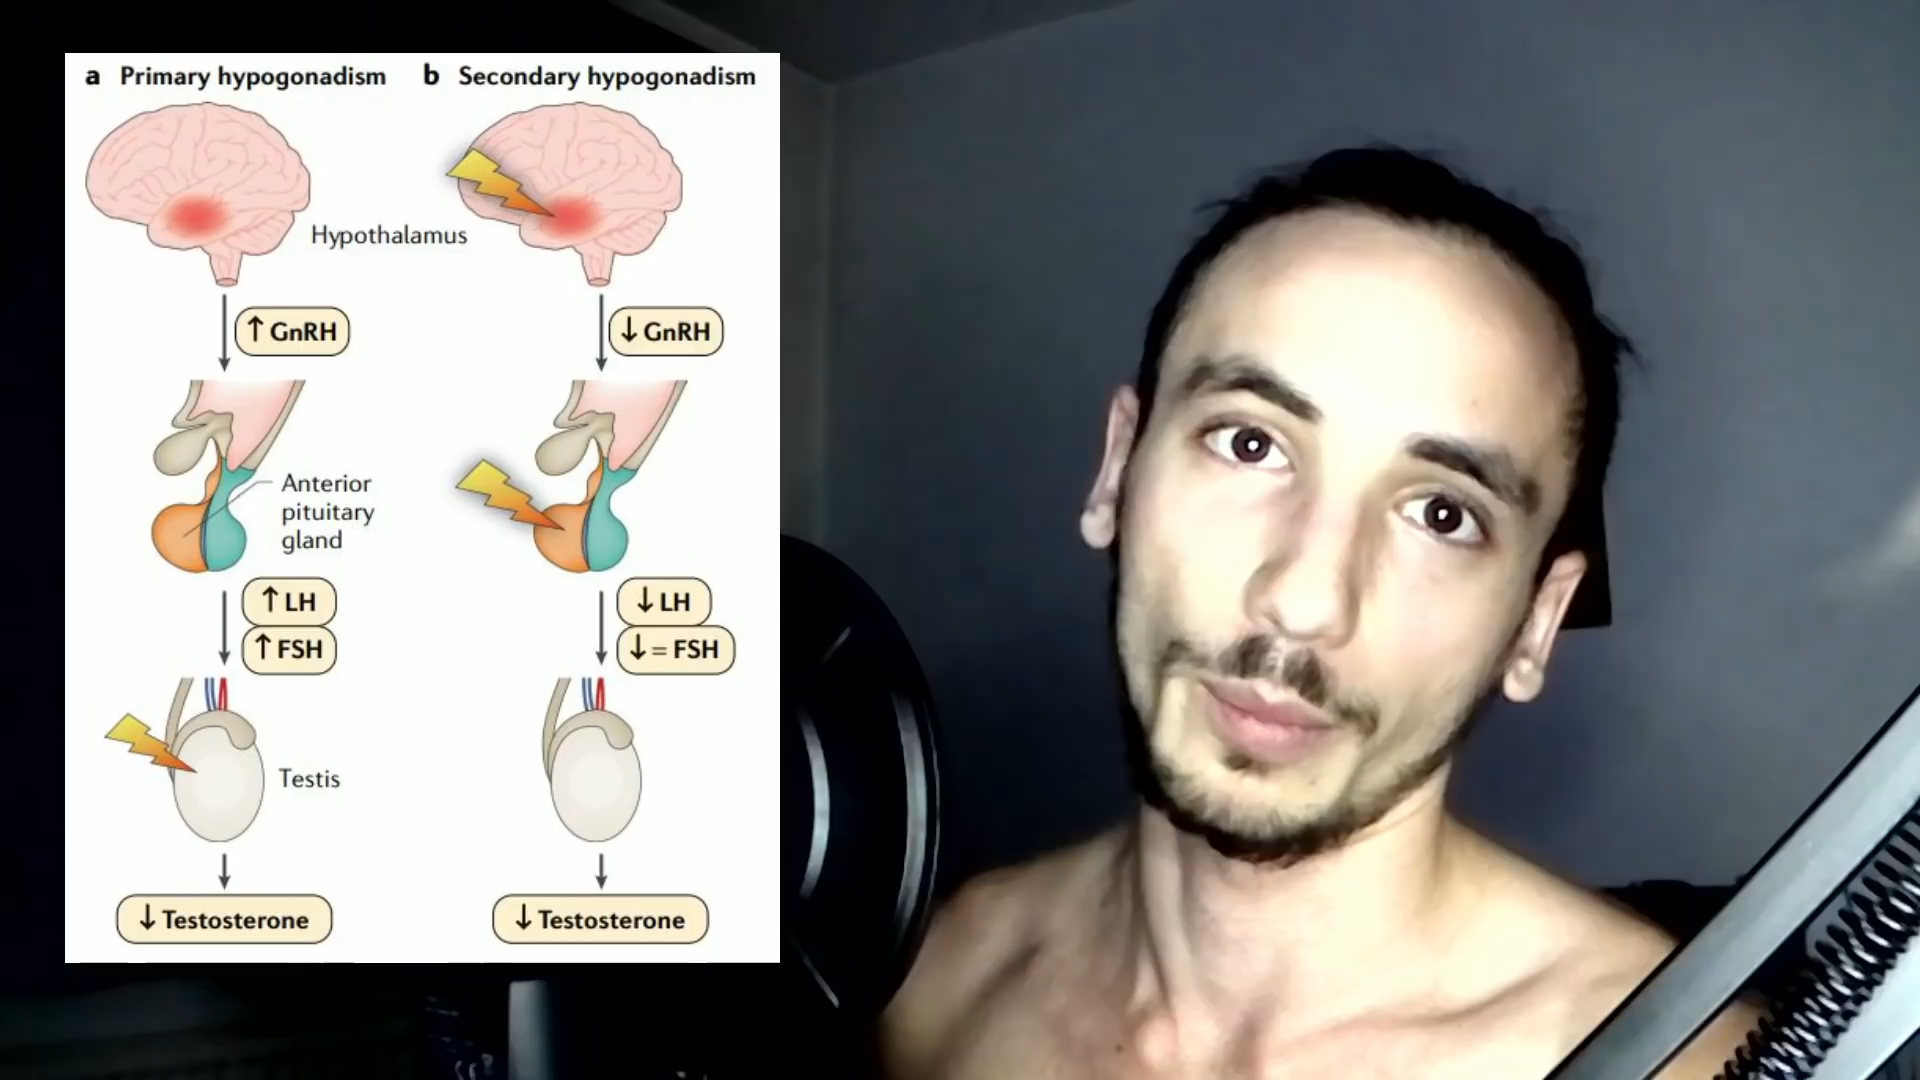 a Primary hypogonadism
b Secondary hypogonadism
Hypothalamus
↑ GnRH
↓ GnRH
Anterior
pituitary
gland
↑ LH
↑ FSH
↓ LH
↓ = FSH
Testis
↓ Testosterone
↓ Testosterone